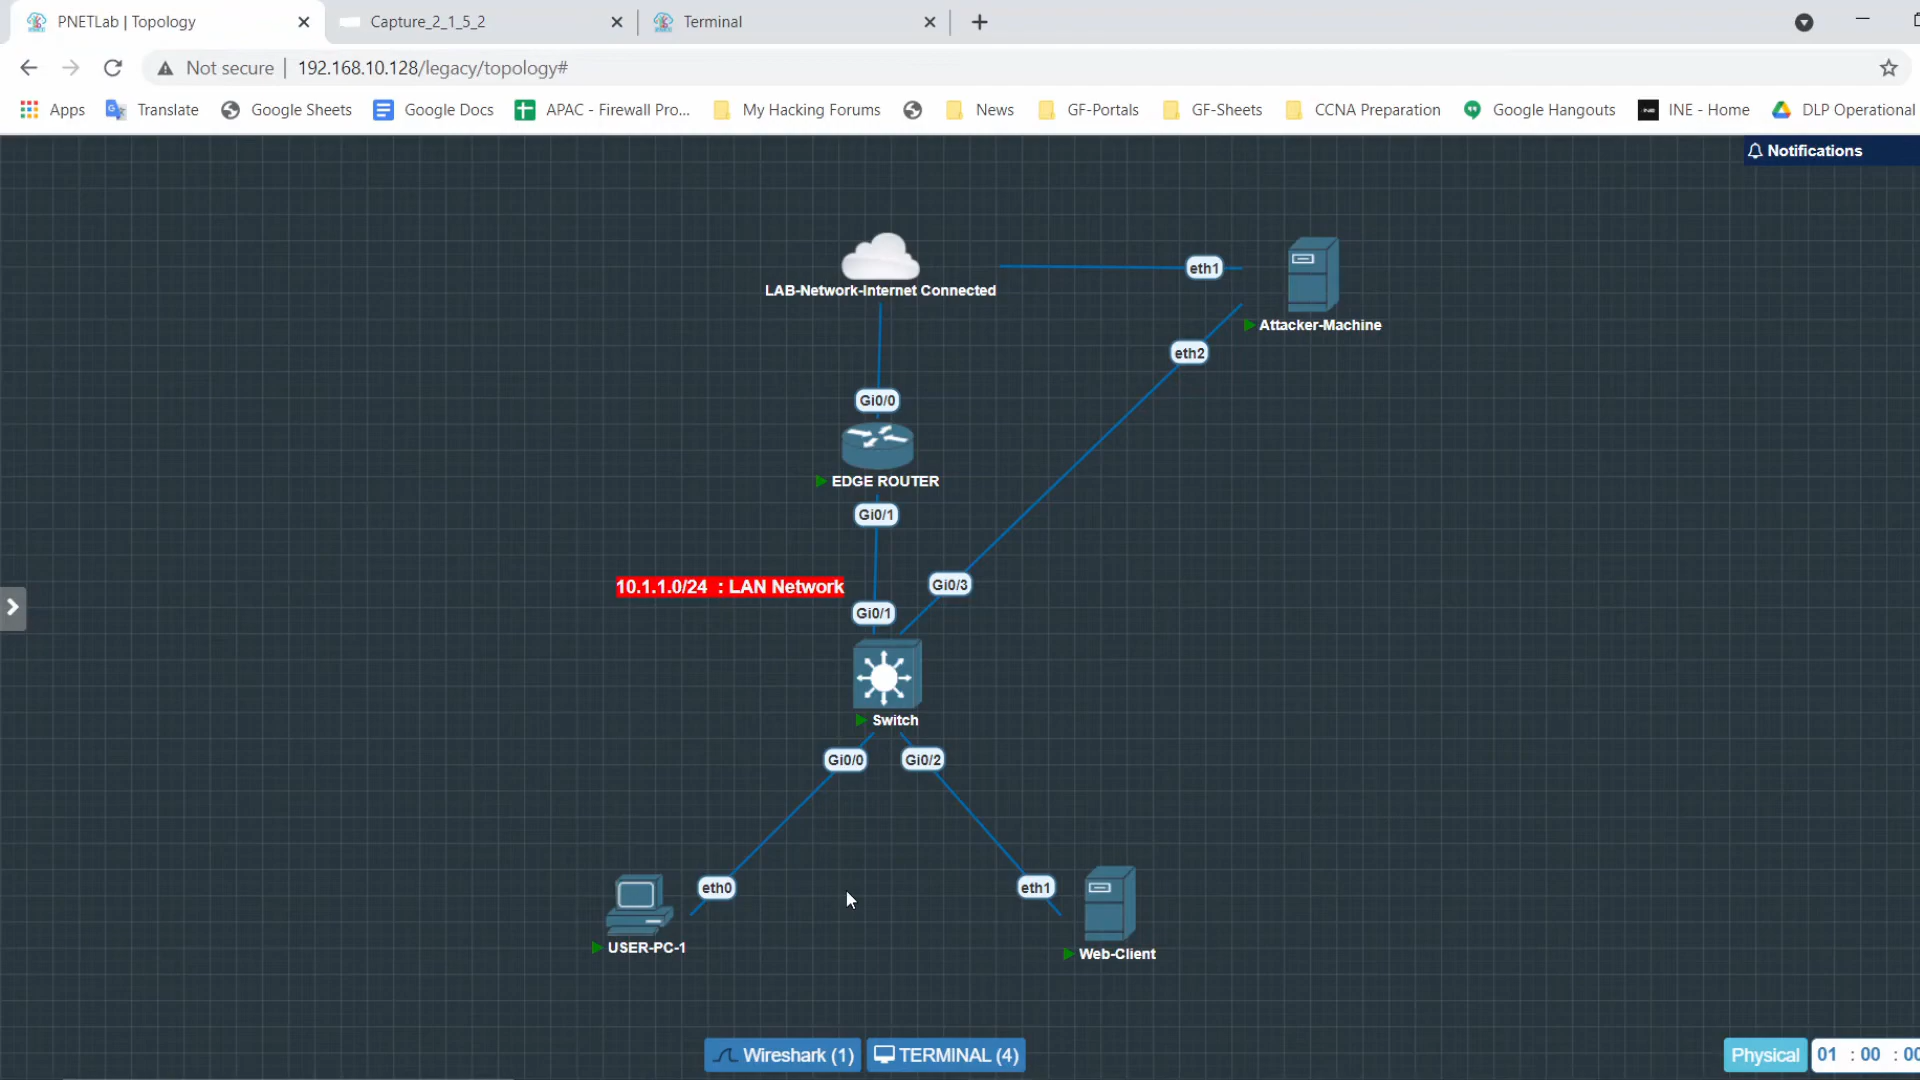 PNETLab | Topology
Capture_2_1_5_2
Terminal
Not secure
192.168.10.128/legacy/topology#
Apps
Translate
Google Sheets
Google Docs
APAC - Firewall Pro...
My Hacking Forums
News
GF-Portals
GF-Sheets
CCNA Preparation
Google Hangouts
INE - Home
DLP Operational
Notifications
LAB-Network-Internet Connected
eth1
Attacker-Machine
eth2
Gi0/0
EDGE ROUTER
Gi0/1
10.1.1.0/24 : LAN Network
Gi0/3
Gi0/1
Switch
Gi0/0
Gi0/2
eth0
eth1
USER-PC-1
Web-Client
Wireshark (1)
TERMINAL (4)
Physical
01 : 00 : 00